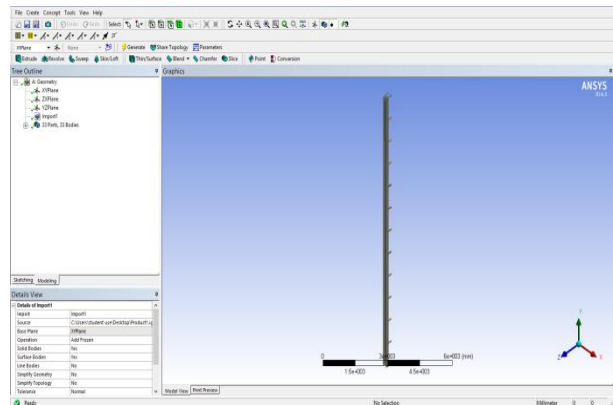 File Create Concept Tools View Help
Undo Redo Select
XYPlane None Generate Share Topology Parameters
Extrude Revolve Sweep Skin/Loft Thin/Surface Blend Chamfer Slice Point Conversion
Tree Outline
Graphics
A: Geometry
XYPlane
ZXPlane
YZPlane
Import1
33 Parts, 33 Bodies
ANSYS
Sketching Modeling
Details View
Details of Import1
Import Import1
Source
Base Plane XYPlane
Operation Add Frozen
Solid Bodies Yes
Surface Bodies Yes
Line Bodies No
Simplify Geometry No
Simplify Topology No
Tolerance Normal
0 3e+003 6e+003 (mm)
1.5e+003 4.5e+003
Y
Z
X
Model View Print Preview
Ready No Selection Millimeter 0 0